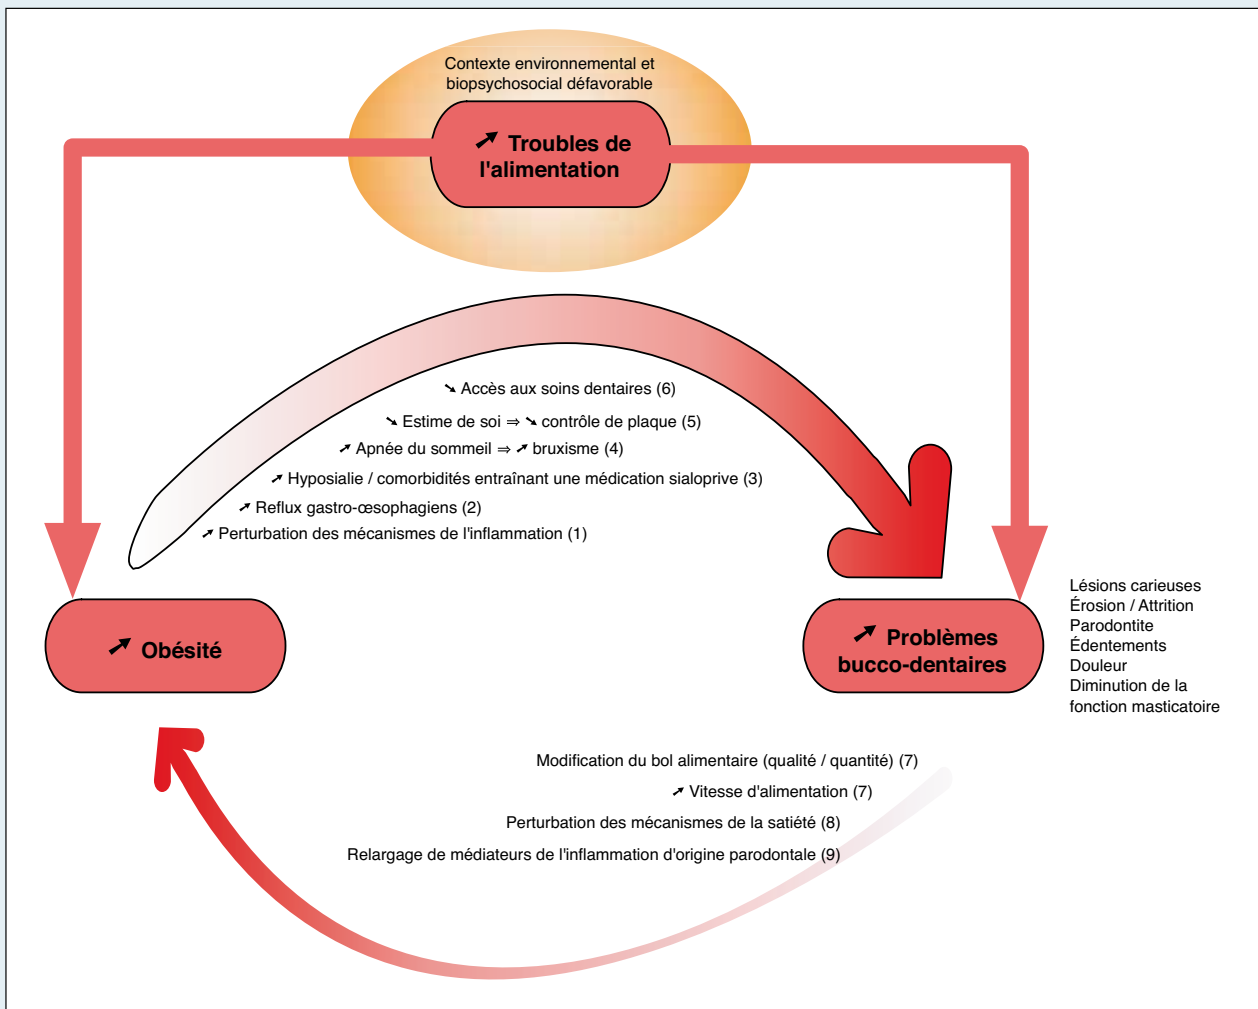 Contexte environnemental et
biopsychosocial défavorable
➚ Troubles de
l'alimentation
➘ Accès aux soins dentaires (6)
➘ Estime de soi ⇒ ➘ contrôle de plaque (5)
➚ Apnée du sommeil ⇒ ➚ bruxisme (4)
➚ Hyposialie / comorbidités entraînant une médication sialoprive (3)
➚ Reflux gastro-œsophagiens (2)
➚ Perturbation des mécanismes de l'inflammation (1)
➚ Obésité
➚ Problèmes
bucco-dentaires
Lésions carieuses
Érosion / Attrition
Parodontite
Édentements
Douleur
Diminution de la
fonction masticatoire
Modification du bol alimentaire (qualité / quantité) (7)
➚ Vitesse d'alimentation (7)
Perturbation des mécanismes de la satiété (8)
Relargage de médiateurs de l'inflammation d'origine parodontale (9)